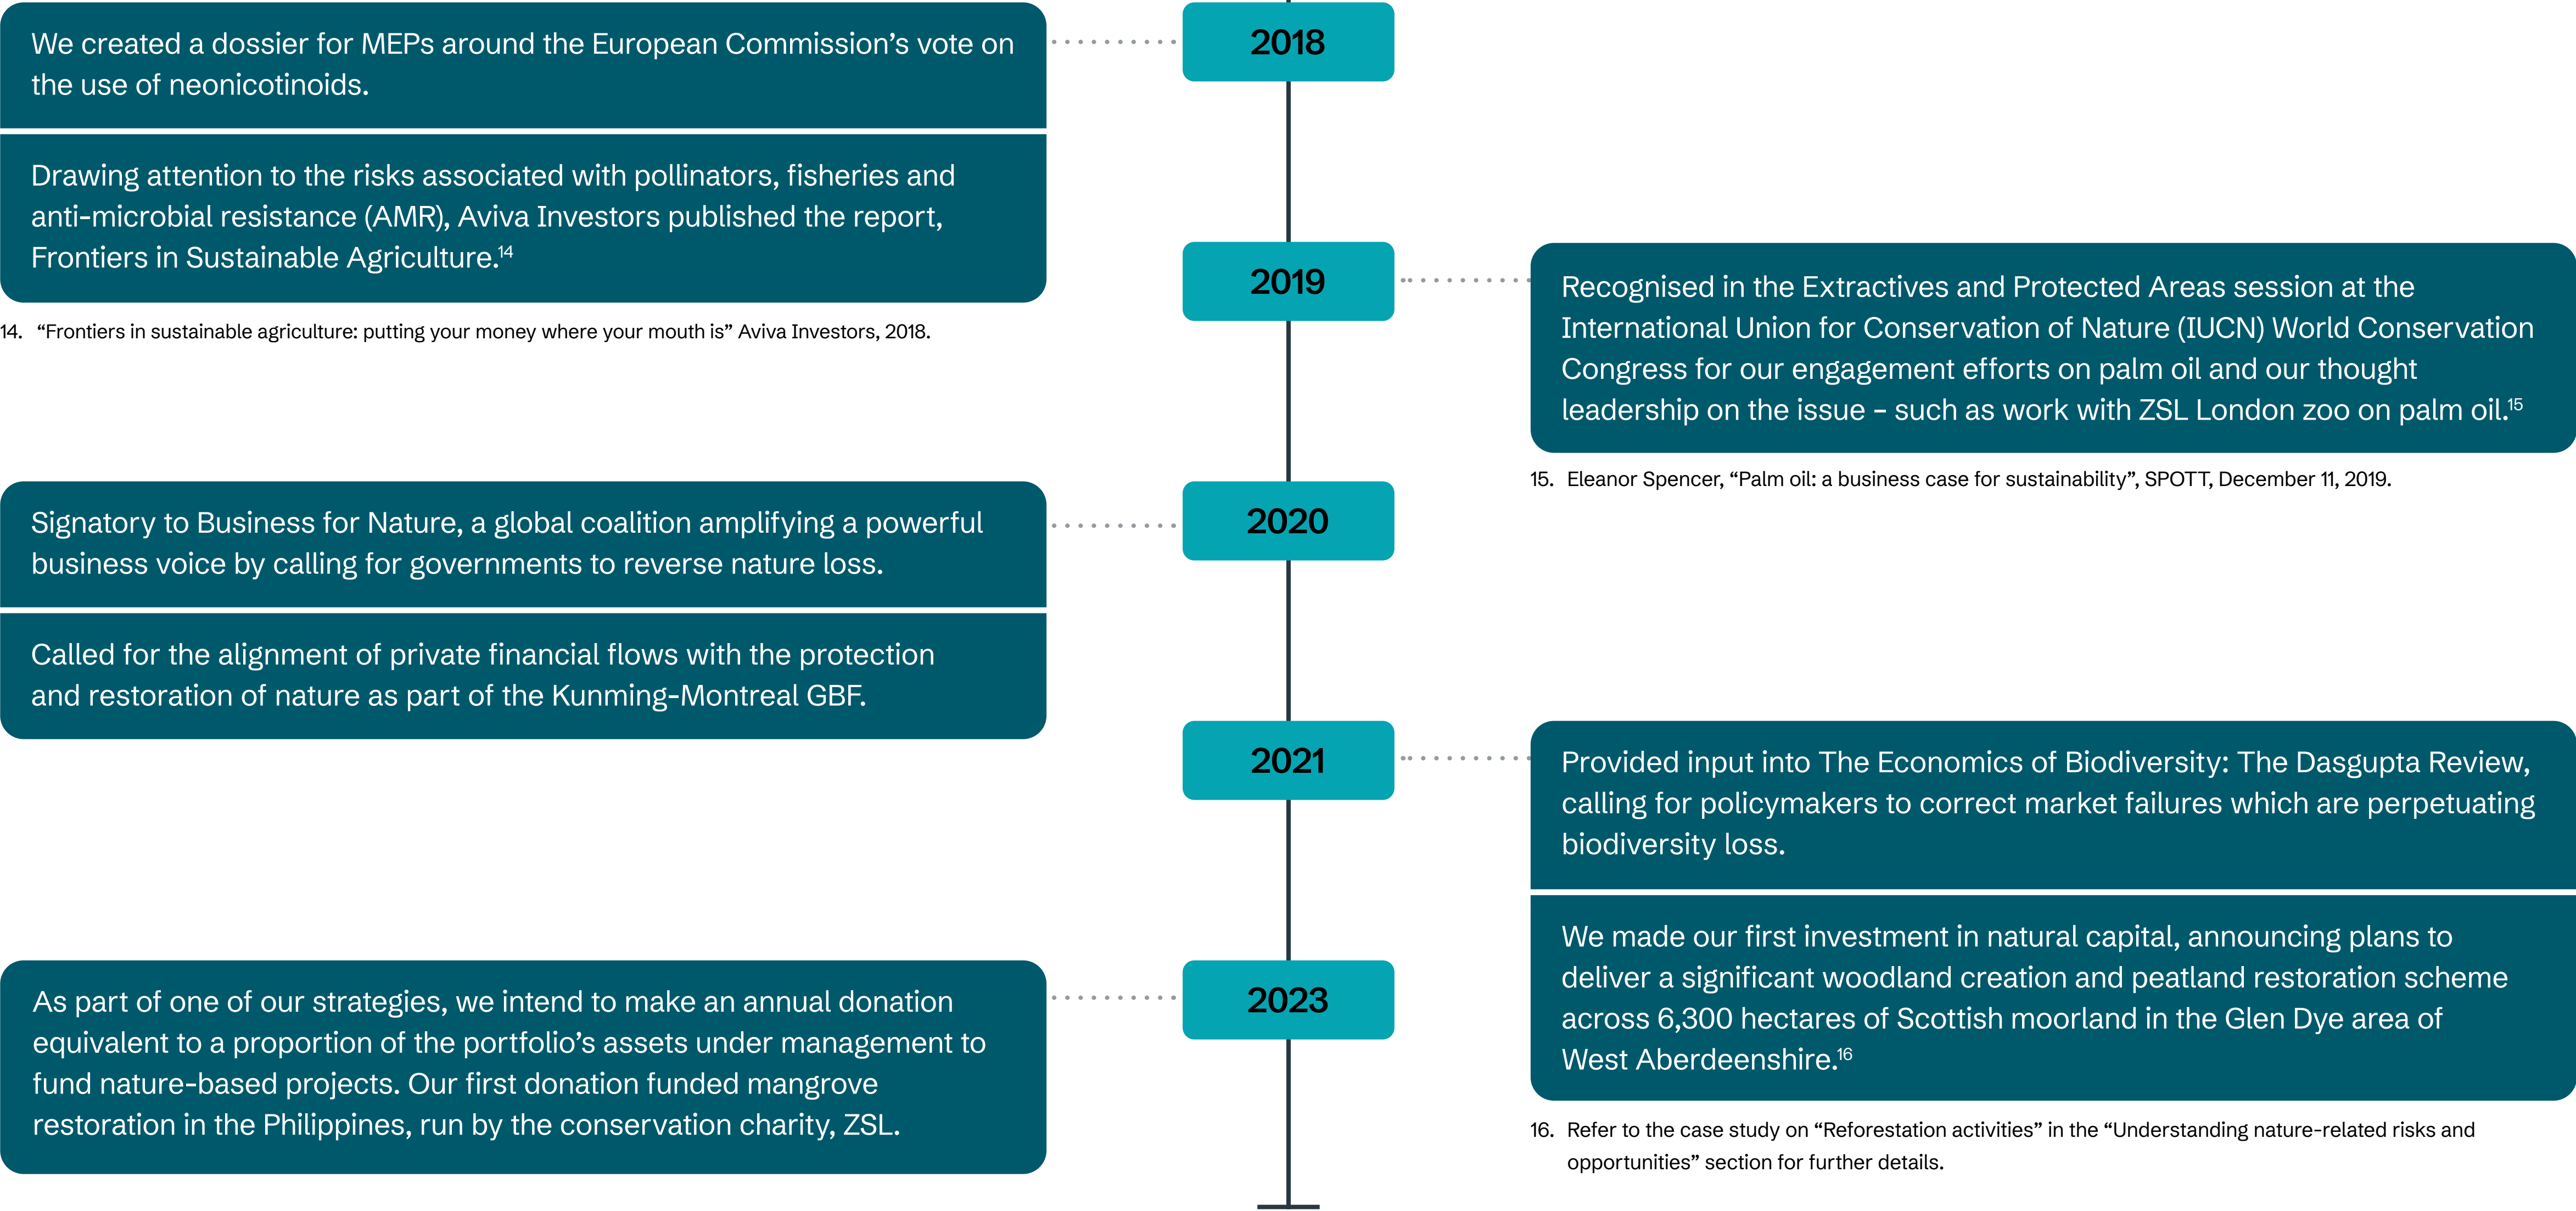 2018
We created a dossier for MEPs around the European Commission’s vote on
the use of neonicotinoids.
Drawing attention to the risks associated with pollinators, fisheries and
anti-microbial resistance (AMR), Aviva Investors published the report,
Frontiers in Sustainable Agriculture.14
14. “Frontiers in sustainable agriculture: putting your money where your mouth is” Aviva Investors, 2018.
2019
Recognised in the Extractives and Protected Areas session at the
International Union for Conservation of Nature (IUCN) World Conservation
Congress for our engagement efforts on palm oil and our thought
leadership on the issue – such as work with ZSL London zoo on palm oil.15
15. Eleanor Spencer, “Palm oil: a business case for sustainability”, SPOTT, December 11, 2019.
2020
Signatory to Business for Nature, a global coalition amplifying a powerful
business voice by calling for governments to reverse nature loss.
Called for the alignment of private financial flows with the protection
and restoration of nature as part of the Kunming-Montreal GBF.
2021
Provided input into The Economics of Biodiversity: The Dasgupta Review,
calling for policymakers to correct market failures which are perpetuating
biodiversity loss.
We made our first investment in natural capital, announcing plans to
deliver a significant woodland creation and peatland restoration scheme
across 6,300 hectares of Scottish moorland in the Glen Dye area of
West Aberdeenshire.16
16. Refer to the case study on “Reforestation activities” in the “Understanding nature-related risks and
opportunities” section for further details.
2023
As part of one of our strategies, we intend to make an annual donation
equivalent to a proportion of the portfolio’s assets under management to
fund nature-based projects. Our first donation funded mangrove
restoration in the Philippines, run by the conservation charity, ZSL.